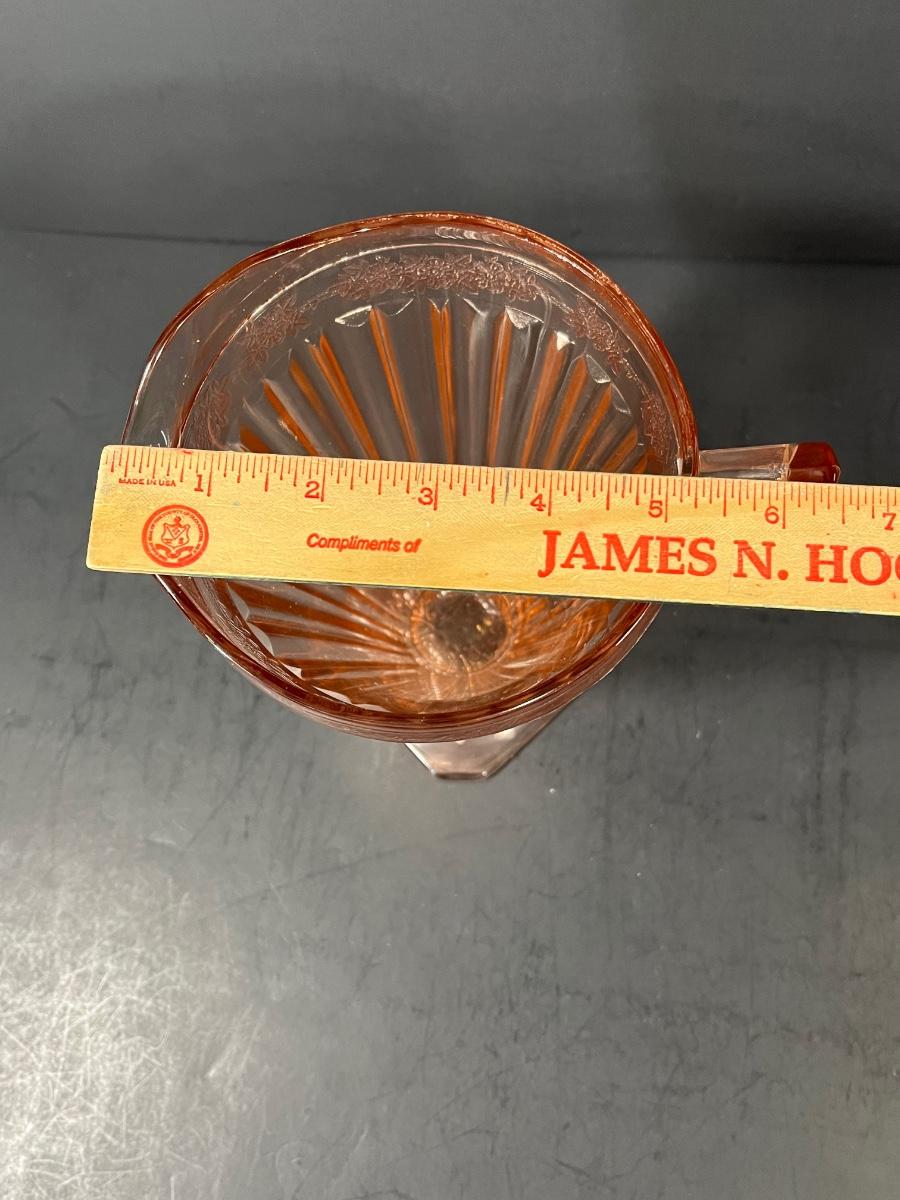 MADE IN USA
1 2 3 4 5 6 7
Compliments of
JAMES N. HO